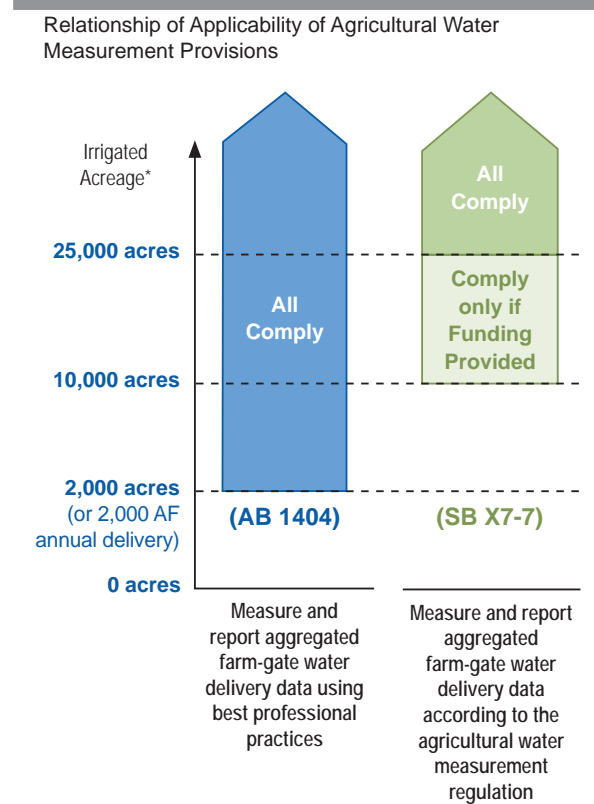 Relationship of Applicability of Agricultural Water
Measurement Provisions
Irrigated
Acreage*
25,000 acres
10,000 acres
2,000 acres
(or 2,000 AF
annual delivery)
0 acres
All
Comply
(AB 1404)
Measure and
report aggregated
farm-gate water
delivery data using
best professional
practices
All
Comply
Comply
only if
Funding
Provided
(SB X7-7)
Measure and report
aggregated
farm-gate water
delivery data
according to the
agricultural water
measurement
regulation